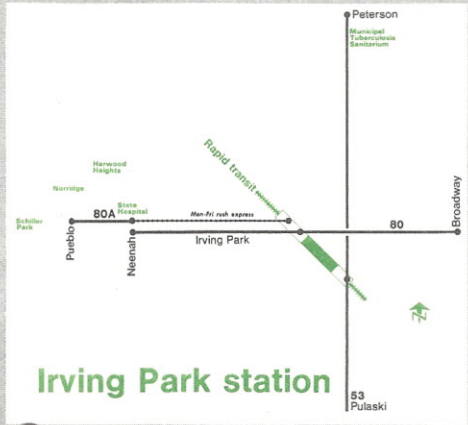 Peterson
Municipal
Tuberculosis
Sanitarium
Rapid transit
Harwood
Heights
Norridge
State
Hospital
Schiller
Park
80A
Mon-Fri rush express
Pueblo
Neenah
Irving Park
80
Broadway
N
Irving Park station
53
Pulaski